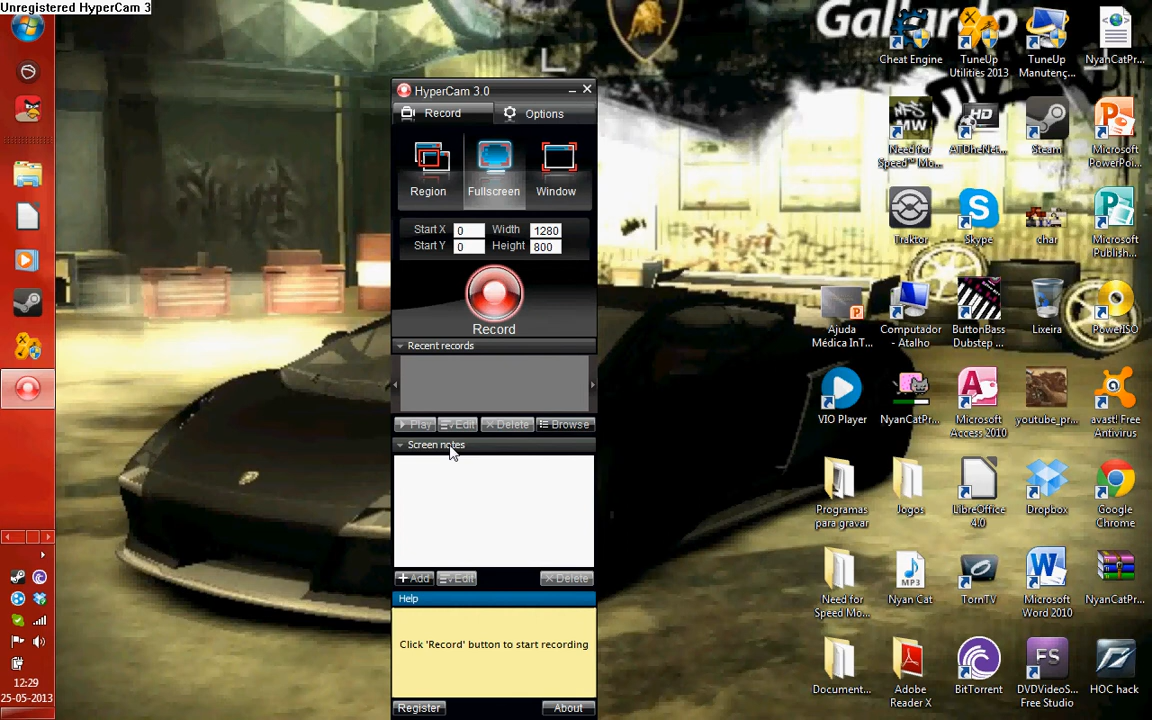 Unregistered HyperCam 3
Gallardo
HyperCam 3.0
Record
Options
Region
Fullscreen
Window
Start X 0 Width 1280
Start Y 0 Height 800
Record
Recent records
Play
Edit
Delete
Browse
Screen notes
Add
Edit
Delete
Help
Click 'Record' button to start recording
Register
About
Cheat Engine
TuneUp
Utilities 2013
TuneUp
Manutenç...
NyanCatPr...
Need for
Speed™ Mo...
ATDheNet...
Steam
Microsoft
PowerPoi...
Traktor
Skype
char
Microsoft
Publish...
Ajuda
Médica InT...
Computador
- Atalho
ButtonBass
Dubstep ...
Lixeira
PowerISO
VIO Player
NyanCatPr...
Microsoft
Access 2010
youtube_pr...
avast! Free
Antivirus
Programas
para gravar
Jogos
LibreOffice
4.0
Dropbox
Google
Chrome
Need for
Speed Mo...
Nyan Cat
TornTV
Microsoft
Word 2010
NyanCatPr...
Document...
Adobe
Reader X
BitTorrent
DVDVideoS...
Free Studio
HOC hack
12:29
25-05-2013